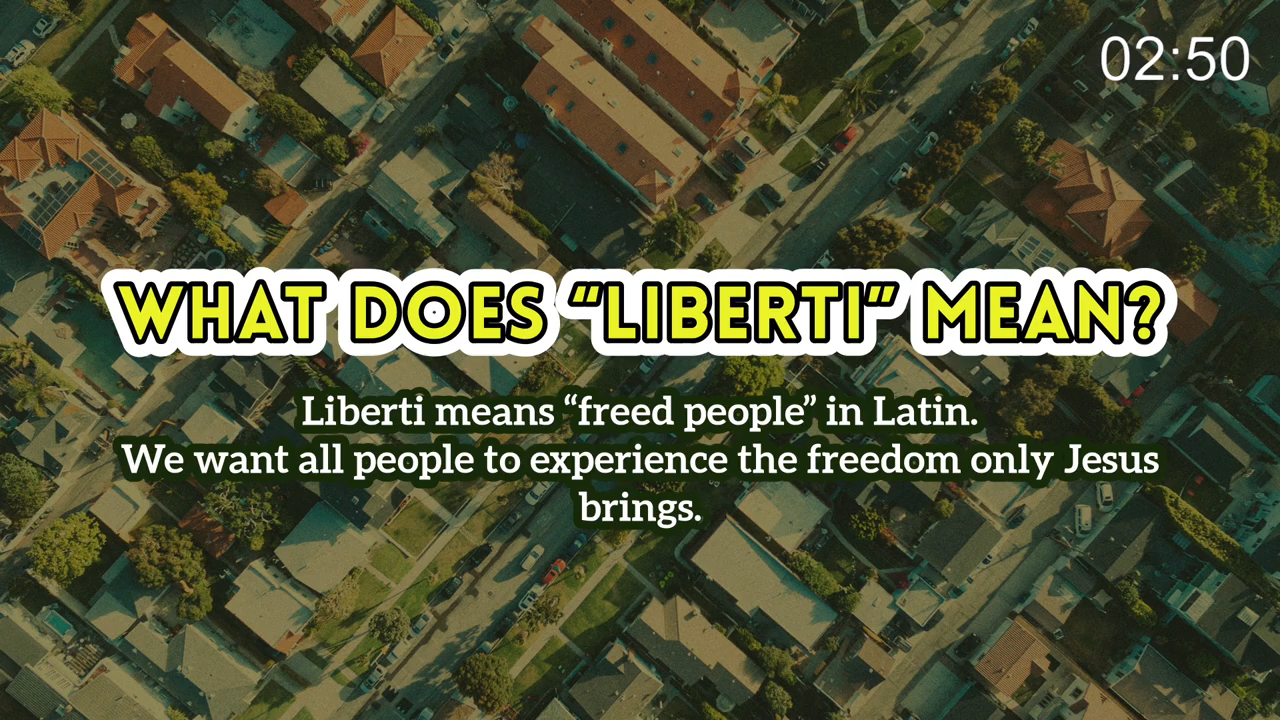 02:50
WHAT DOES “LIBERTI” MEAN?
Liberti means “freed people” in Latin.
We want all people to experience the freedom only Jesus
brings.